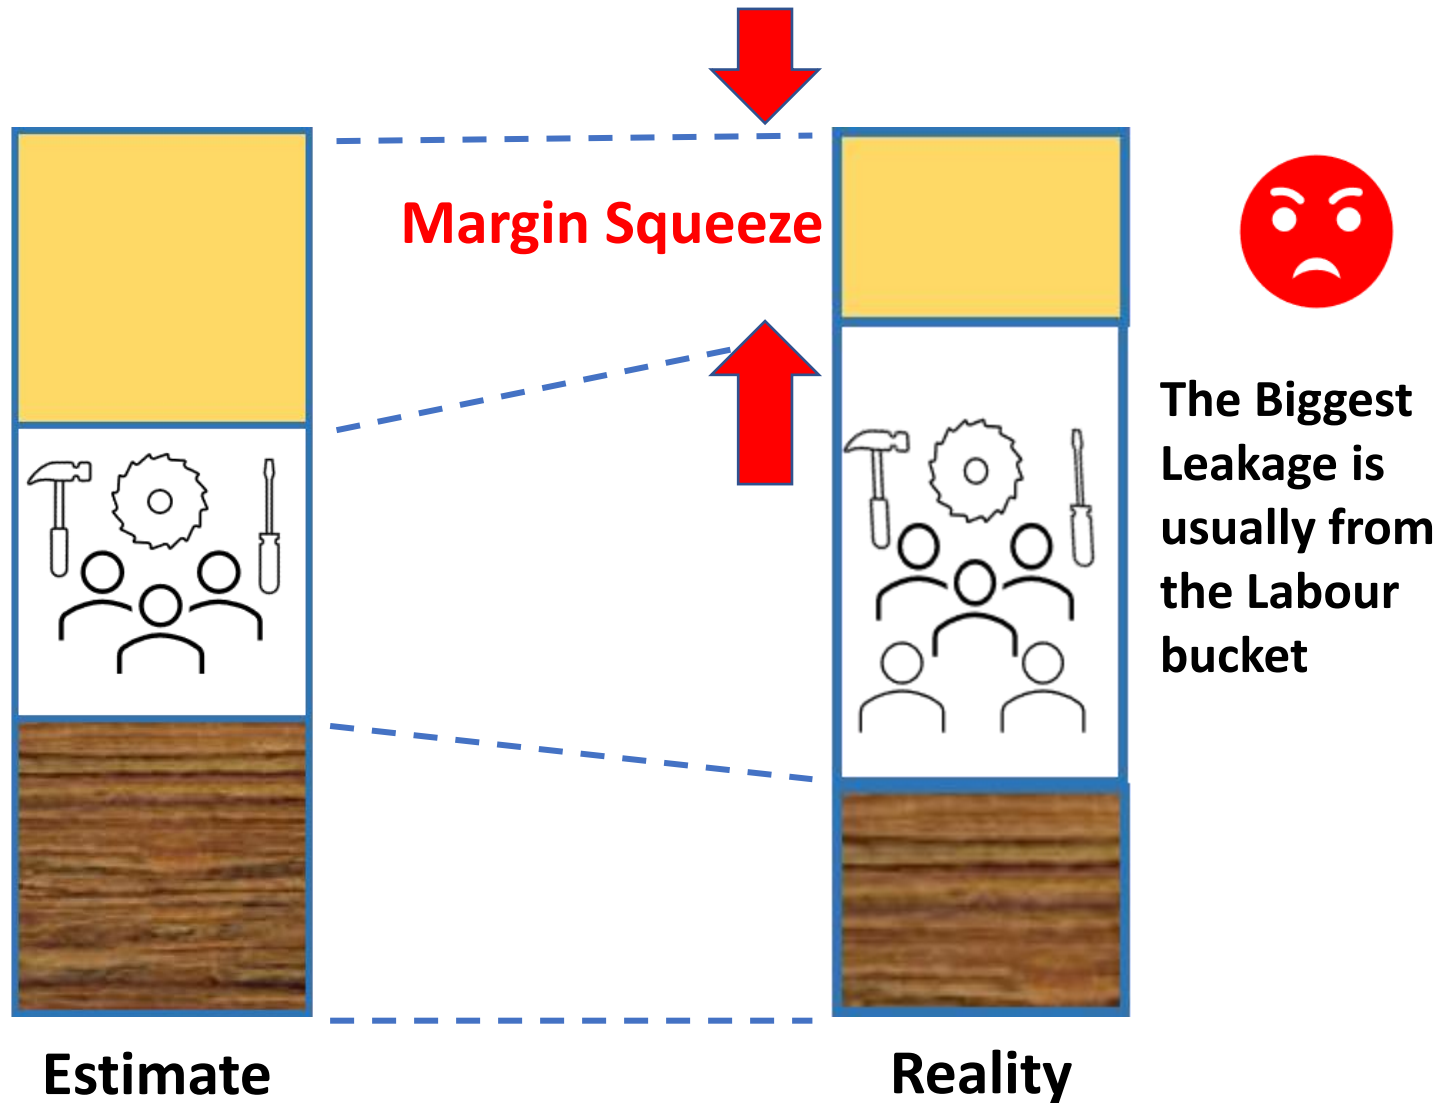 Margin Squeeze
The Biggest
Leakage is
usually from
the Labour
bucket
Estimate
Reality